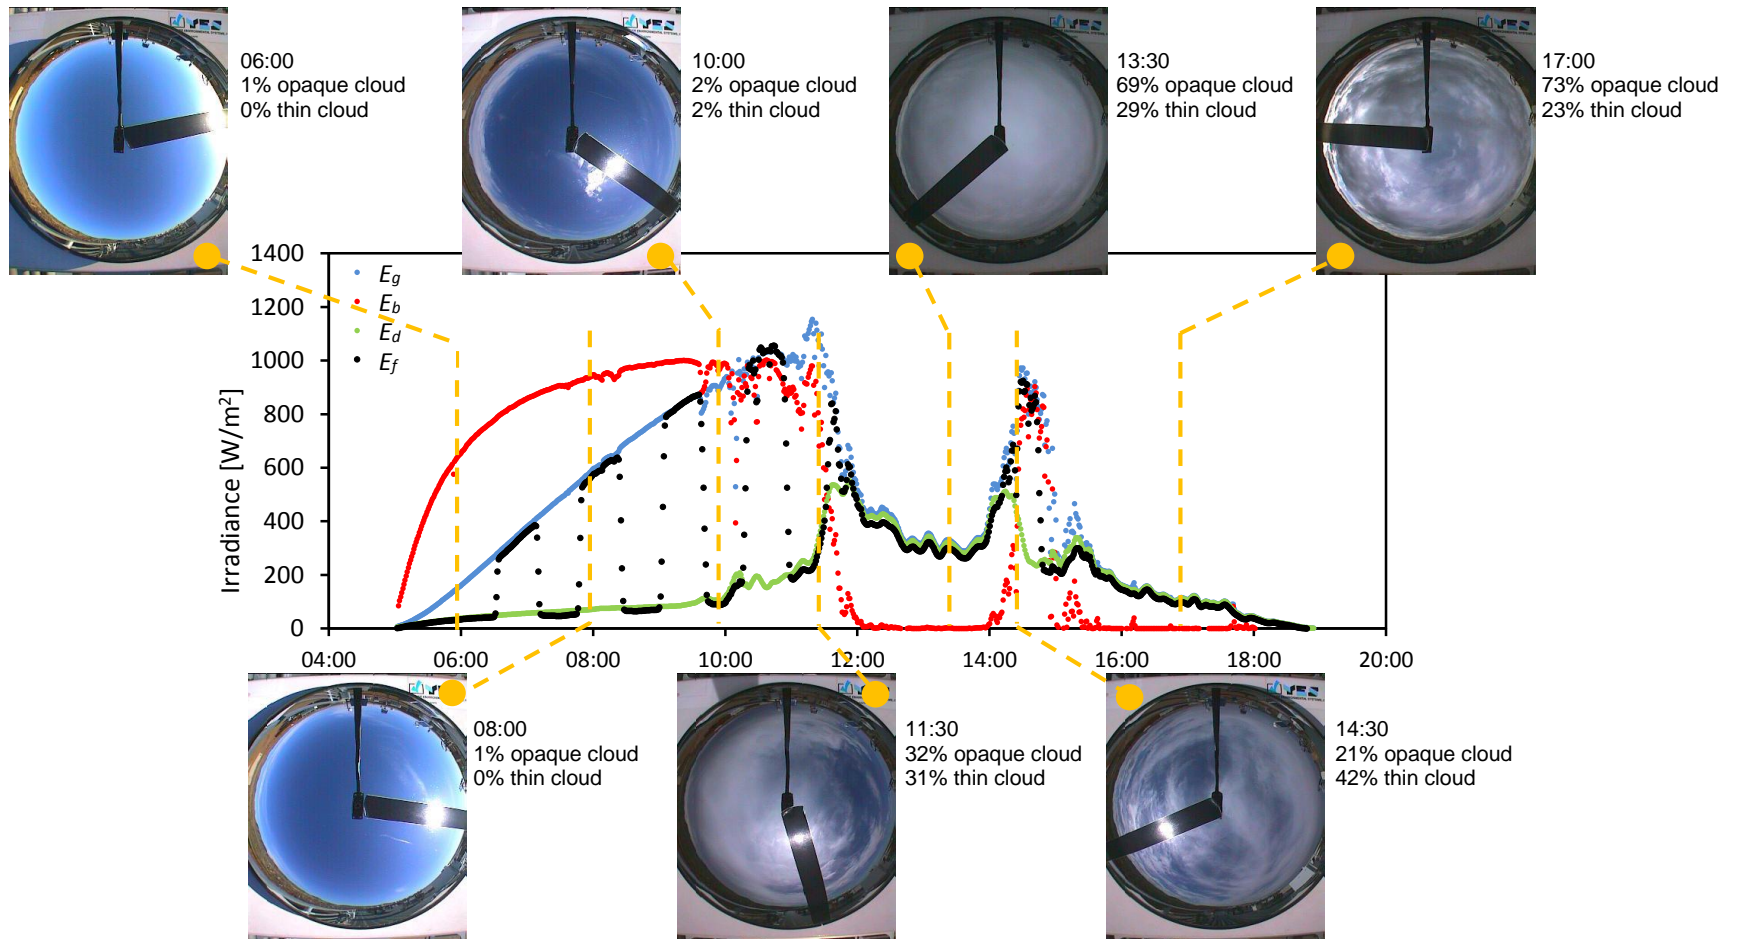 06:00
1% opaque cloud
0% thin cloud
10:00
2% opaque cloud
2% thin cloud
13:30
69% opaque cloud
29% thin cloud
17:00
73% opaque cloud
23% thin cloud
Irradiance [W/m²]
1400
1200
1000
800
600
400
200
0
Eg
Eb
Ed
Ef
04:00 06:00 08:00 10:00 12:00 14:00 16:00 18:00 20:00
08:00
1% opaque cloud
0% thin cloud
11:30
32% opaque cloud
31% thin cloud
14:30
21% opaque cloud
42% thin cloud